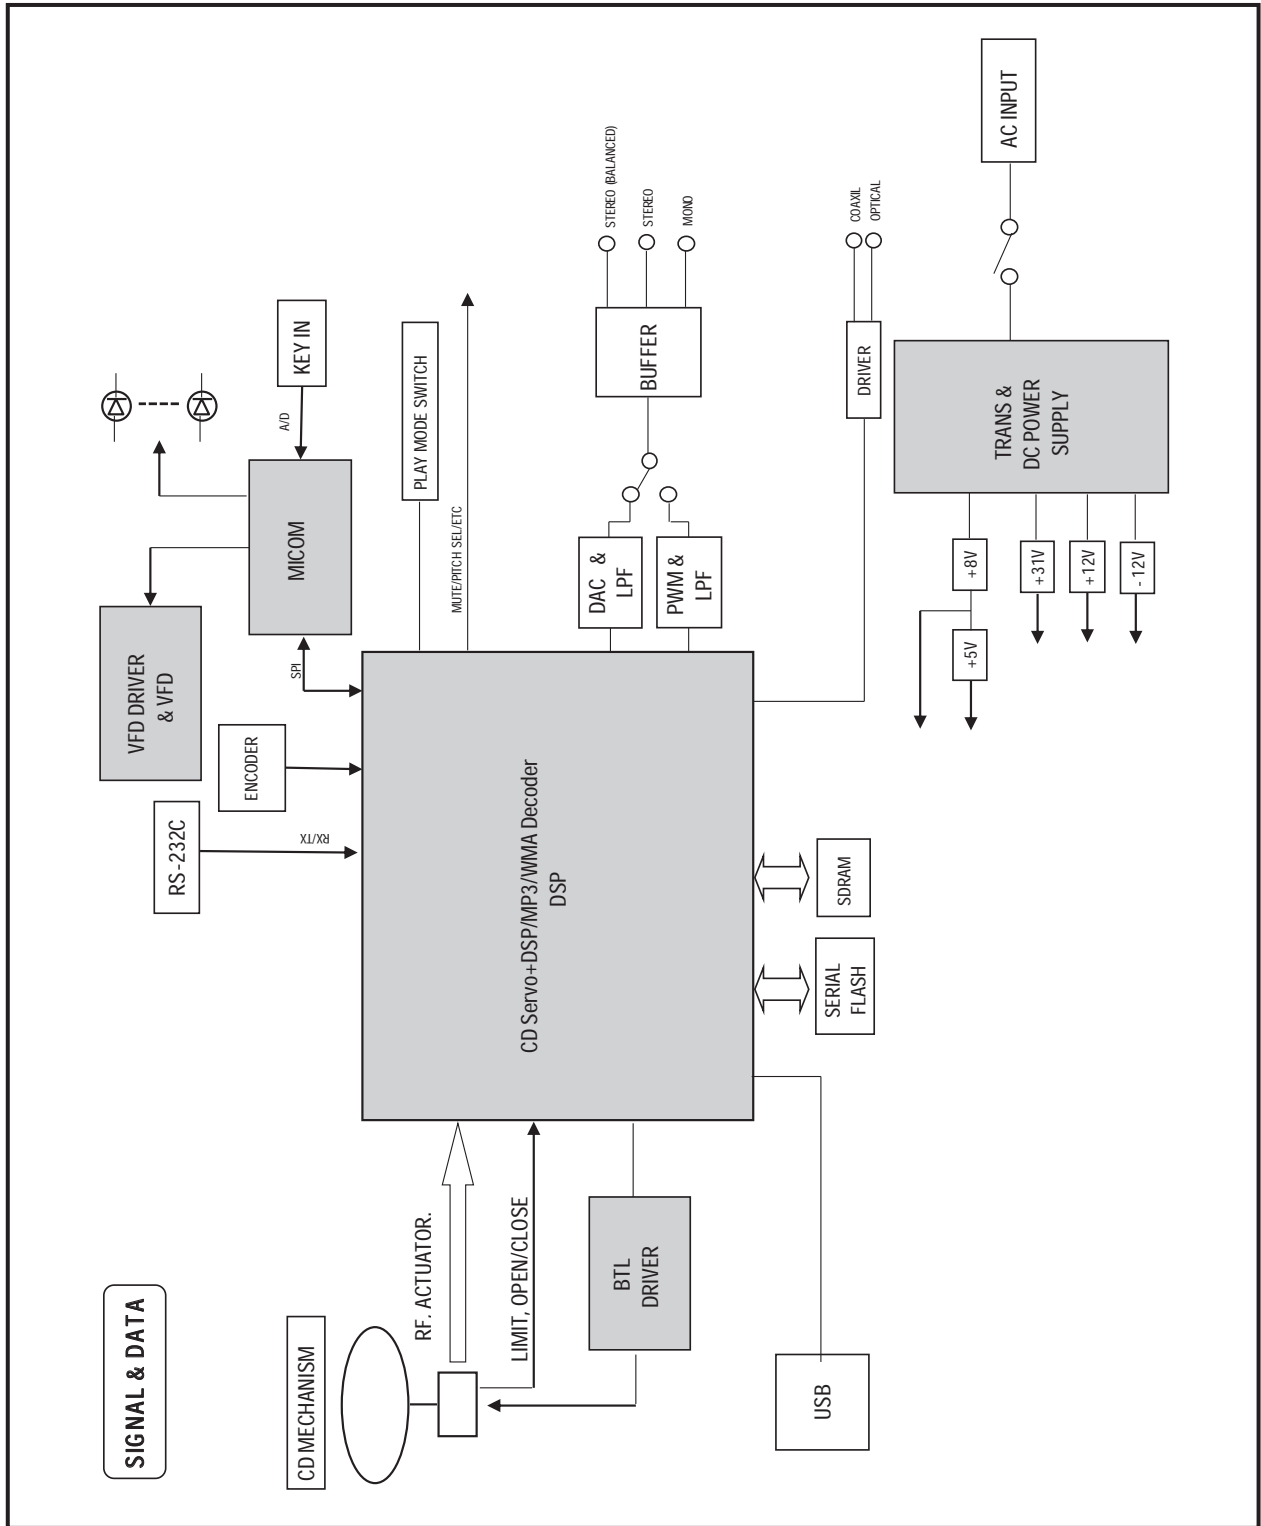 SIGNAL & DATA
CD MECHANISM
RF. ACTUATOR.
LIMIT, OPEN/CLOSE
BTL
DRIVER
USB
RS-232C
RX/TX
ENCODER
VFD DRIVER
& VFD
SPI
MICOM
A/D
KEY IN
PLAY MODE SWITCH
MUTE/PITCH SEL/ETC
CD Servo+DSP/MP3/WMA Decoder
DSP
SERIAL
FLASH
SDRAM
DAC &
LPF
PWM &
LPF
BUFFER
STEREO (BALANCED)
STEREO
MONO
DRIVER
COAXIL
OPTICAL
+5V
+8V
+31V
+12V
-12V
TRANS &
DC POWER
SUPPLY
AC INPUT